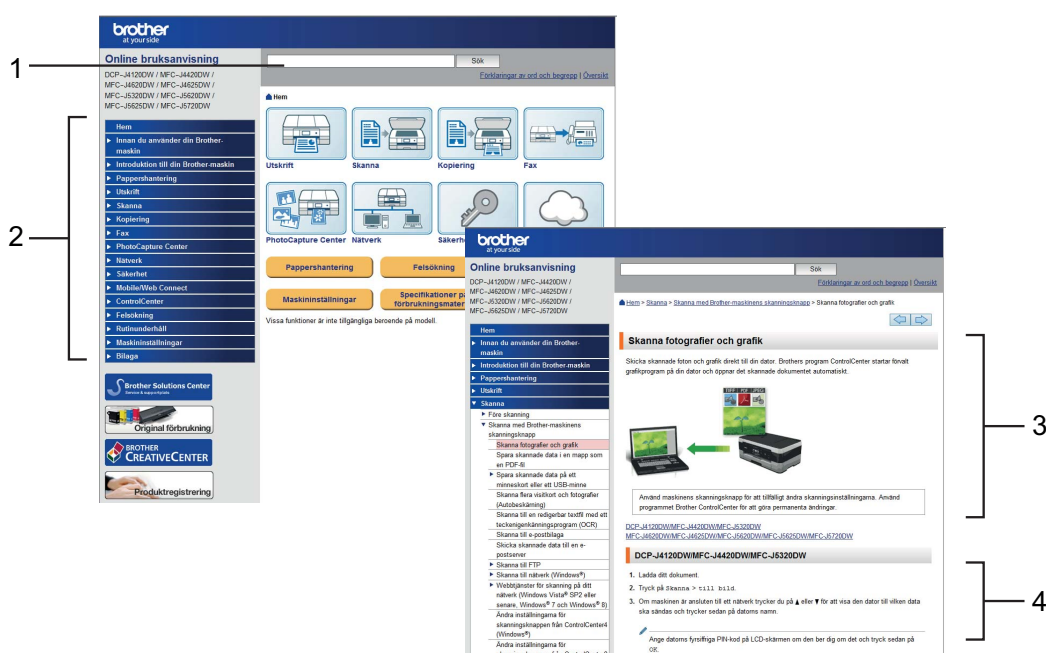 1
2
3
4
brother
at your side
Online bruksanvisning
DCP-J4120DW / MFC-J4420DW /
MFC-J4620DW / MFC-J4625DW /
MFC-J5320DW / MFC-J5620DW /
MFC-J5625DW / MFC-J5720DW
Hem
Innan du använder din Brother-
maskin
Introduktion till din Brother-maskin
Pappershantering
Utskrift
Skanna
Kopiering
Fax
PhotoCapture Center
Nätverk
Säkerhet
Mobile/Web Connect
ControlCenter
Felsökning
Rutinunderhåll
Maskininställningar
Bilaga
Brother Solutions Center
Service & supportplats
Original förbrukning
BROTHER
CREATIVECENTER
Produktregistrering
Sök
Förklaringar av ord och begrepp | Översikt
Hem
Utskrift Skanna Kopiering Fax
PhotoCapture Center Nätverk
Pappershantering Felsökning
Maskininställningar
Vissa funktioner är inte tillgängliga beroende på modell.
brother
at your side
Online bruksanvisning
DCP-J4120DW / MFC-J4420DW /
MFC-J4620DW / MFC-J4625DW /
MFC-J5320DW / MFC-J5620DW /
MFC-J5625DW / MFC-J5720DW
Hem
Innan du använder din Brother-
maskin
Introduktion till din Brother-maskin
Pappershantering
Utskrift
Skanna
Före skanning
Skanna med Brother-maskinens
skanningsknapp
Skanna fotografier och grafik
Spara skannade data i en mapp som
en PDF-fil
Spara skannade data på ett
minneskort eller ett USB-minne
Skanna flera visitkort och fotografier
(Autobeskärning)
Skanna till en redigerbar textfil med ett
teckenigenkänningsprogram (OCR)
Skanna till e-postbilaga
Skicka skannade data till en e-
postserver
Skanna till FTP
Skanna till nätverk (Windows®)
Webbtjänster för skanning på ditt
nätverk (Windows Vista® SP2 eller
senare, Windows® 7 och Windows® 8)
Ändra inställningarna för
skanningsknappen från ControlCenter4
(Windows®)
Ändra inställningarna för
Sök
Förklaringar av ord och begrepp | Översikt
Hem > Skanna > Skanna med Brother-maskinens skanningsknapp > Skanna fotografier och grafik
Skanna fotografier och grafik
Skicka skannade foton och grafik direkt till din dator. Brothers program ControlCenter startar förvalt
grafikprogram på din dator och öppnar det skannade dokumentet automatiskt.
TIFF PDF JPEG
Använd maskinens skanningsknapp för att tillfälligt ändra skanningsinställningarna. Använd
programmet Brother ControlCenter för att göra permanenta ändringar.
DCP-J4120DW/MFC-J4420DW/MFC-J5320DW
MFC-J4620DW/MFC-J4625DW/MFC-J5620DW/MFC-J5625DW/MFC-J5720DW
DCP-J4120DW/MFC-J4420DW/MFC-J5320DW
1. Ladda ditt dokument.
2. Tryck på Skanna > till bild.
3. Om maskinen är ansluten till ett nätverk trycker du på ▲ eller ▼ för att visa den dator till vilken data
ska sändas och trycker sedan på datorns namn.
Ange datorns fyrsiffriga PIN-kod på LCD-skärmen om den ber dig om det och tryck sedan på
OK.